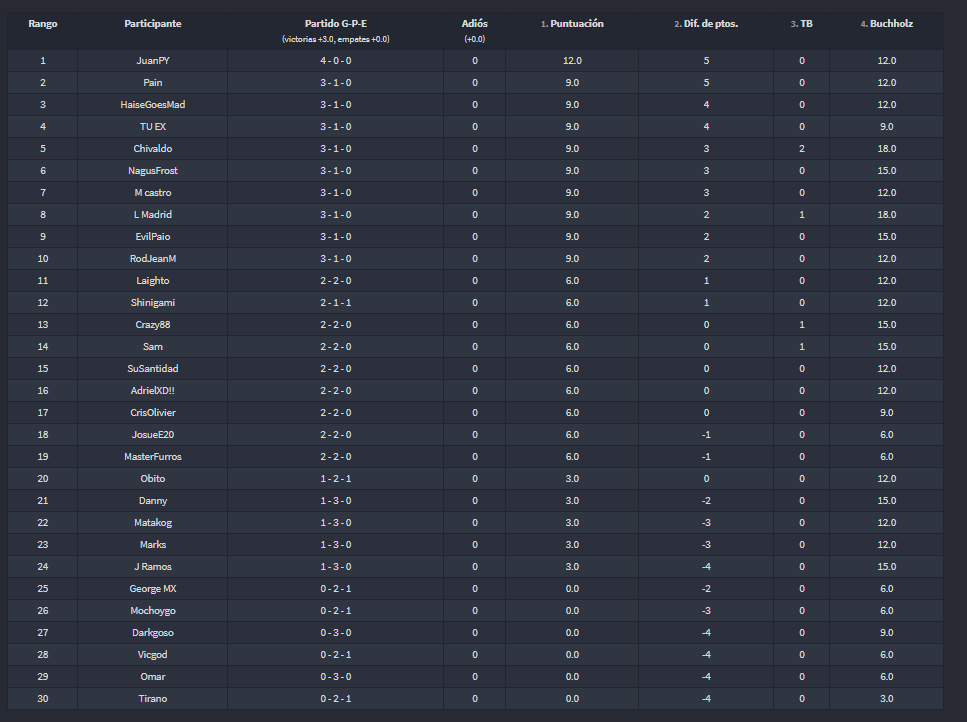 Rango Participante Partido G-P-E Adiós 1. Puntuación 2. Dif. de ptos. 3. TB 4. Buchholz
(victorias +3.0, empates +0.0) (+0.0)
1 JuanPY 4 - 0 - 0 0 12.0 5 0 12.0
2 Pain 3 - 1 - 0 0 9.0 5 0 12.0
3 HaiseGoesMad 3 - 1 - 0 0 9.0 4 0 12.0
4 TU EX 3 - 1 - 0 0 9.0 4 0 9.0
5 Chivaldo 3 - 1 - 0 0 9.0 3 2 18.0
6 NagusFrost 3 - 1 - 0 0 9.0 3 0 15.0
7 M castro 3 - 1 - 0 0 9.0 3 0 12.0
8 L Madrid 3 - 1 - 0 0 9.0 2 1 18.0
9 EvilPaio 3 - 1 - 0 0 9.0 2 0 15.0
10 RodJeanM 3 - 1 - 0 0 9.0 2 0 12.0
11 Laighto 2 - 2 - 0 0 6.0 1 0 12.0
12 Shinigami 2 - 1 - 1 0 6.0 1 0 12.0
13 Crazy88 2 - 2 - 0 0 6.0 0 1 15.0
14 Sam 2 - 2 - 0 0 6.0 0 1 15.0
15 SuSantidad 2 - 2 - 0 0 6.0 0 0 12.0
16 AdrielXD!! 2 - 2 - 0 0 6.0 0 0 12.0
17 CrisOlivier 2 - 2 - 0 0 6.0 0 0 9.0
18 JosueE20 2 - 2 - 0 0 6.0 -1 0 6.0
19 MasterFurros 2 - 2 - 0 0 6.0 -1 0 6.0
20 Obito 1 - 2 - 1 0 3.0 0 0 12.0
21 Danny 1 - 3 - 0 0 3.0 -2 0 15.0
22 Matakog 1 - 3 - 0 0 3.0 -3 0 12.0
23 Marks 1 - 3 - 0 0 3.0 -3 0 12.0
24 J Ramos 1 - 3 - 0 0 3.0 -4 0 15.0
25 George MX 0 - 2 - 1 0 0.0 -2 0 6.0
26 Mochoygo 0 - 2 - 1 0 0.0 -3 0 6.0
27 Darkgoso 0 - 3 - 0 0 0.0 -4 0 9.0
28 Vicgod 0 - 2 - 1 0 0.0 -4 0 6.0
29 Omar 0 - 3 - 0 0 0.0 -4 0 6.0
30 Tirano 0 - 2 - 1 0 0.0 -4 0 3.0